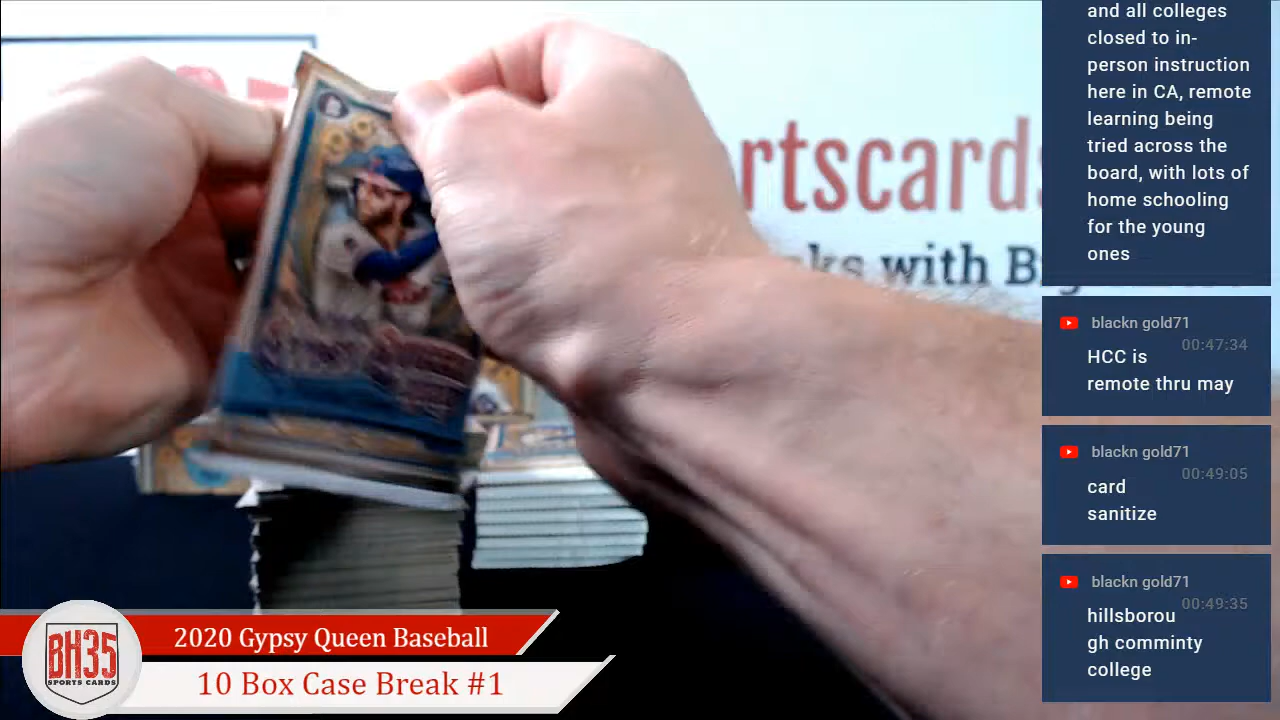 and all colleges
closed to in-
person instruction
here in CA, remote
learning being
tried across the
board, with lots of
home schooling
for the young
ones
rtscards
ks with B
blackn gold71
00:47:34
HCC is
remote thru may
blackn gold71
00:49:05
card
sanitize
blackn gold71
00:49:35
hillsborou
gh comminty
college
BH35
SPORTS CARDS
2020 Gypsy Queen Baseball
10 Box Case Break #1